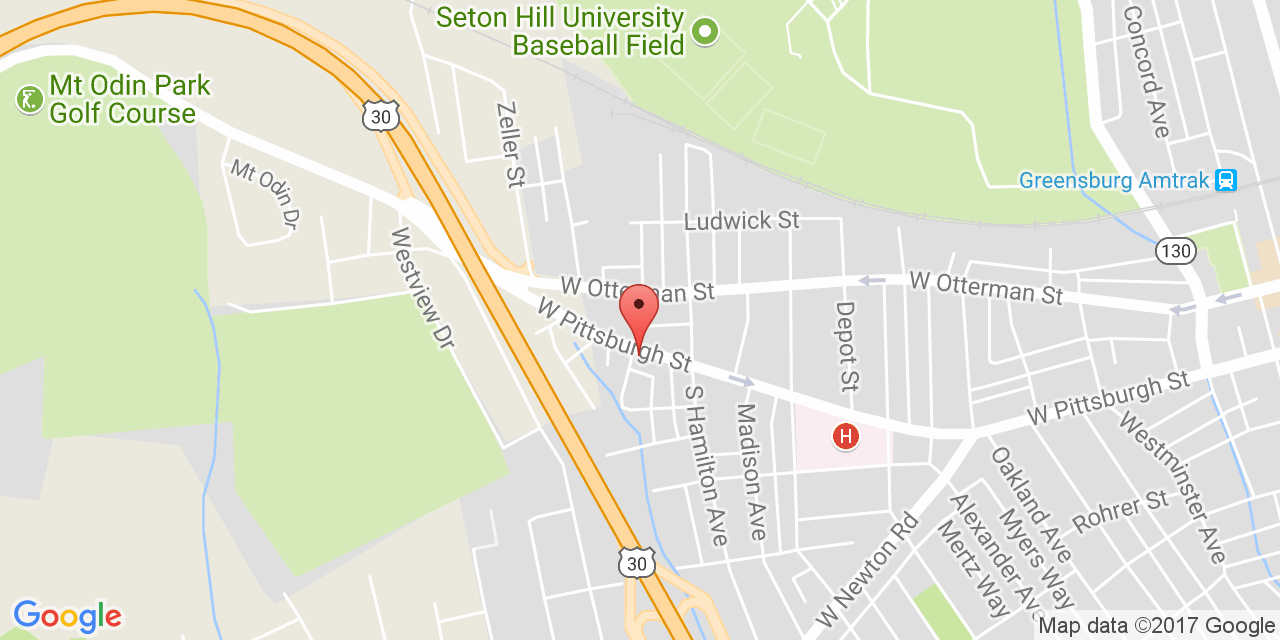 Seton Hill University
Baseball Field
Concord Ave
Mt Odin Park
Golf Course
30
Zeller St
Mt Odin Dr
Greensburg Amtrak
Ludwick St
130
Westview Dr
W Otterman St
W Otterman St
W Pittsburgh St
Depot St
W Pittsburgh St
S Hamilton Ave
Madison Ave
H
Westminster Ave
Oakland Ave
Rohrer St
Myers Way
Alexander Ave
Mertz Way
W Newton Rd
30
Google
Map data ©2017 Google